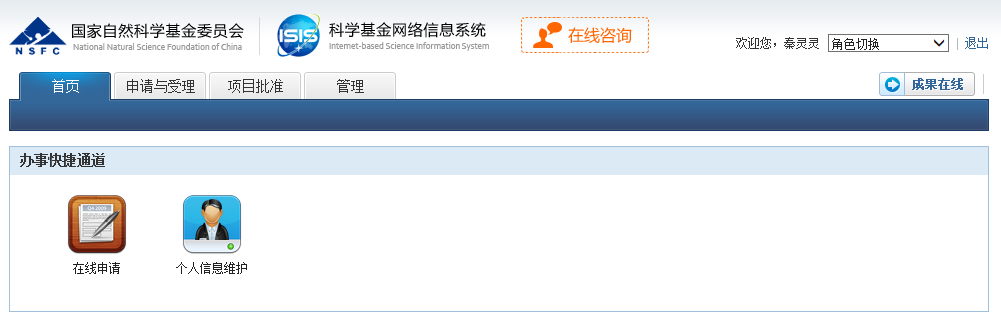 国家自然科学基金委员会
National Natural Science Foundation of China
NSFC
ISIS
科学基金网络信息系统
Internet-based Science Information System
在线咨询
欢迎您，秦灵灵
角色切换
退出
首页
申请与受理
项目批准
管理
成果在线
办事快捷通道
在线申请
个人信息维护